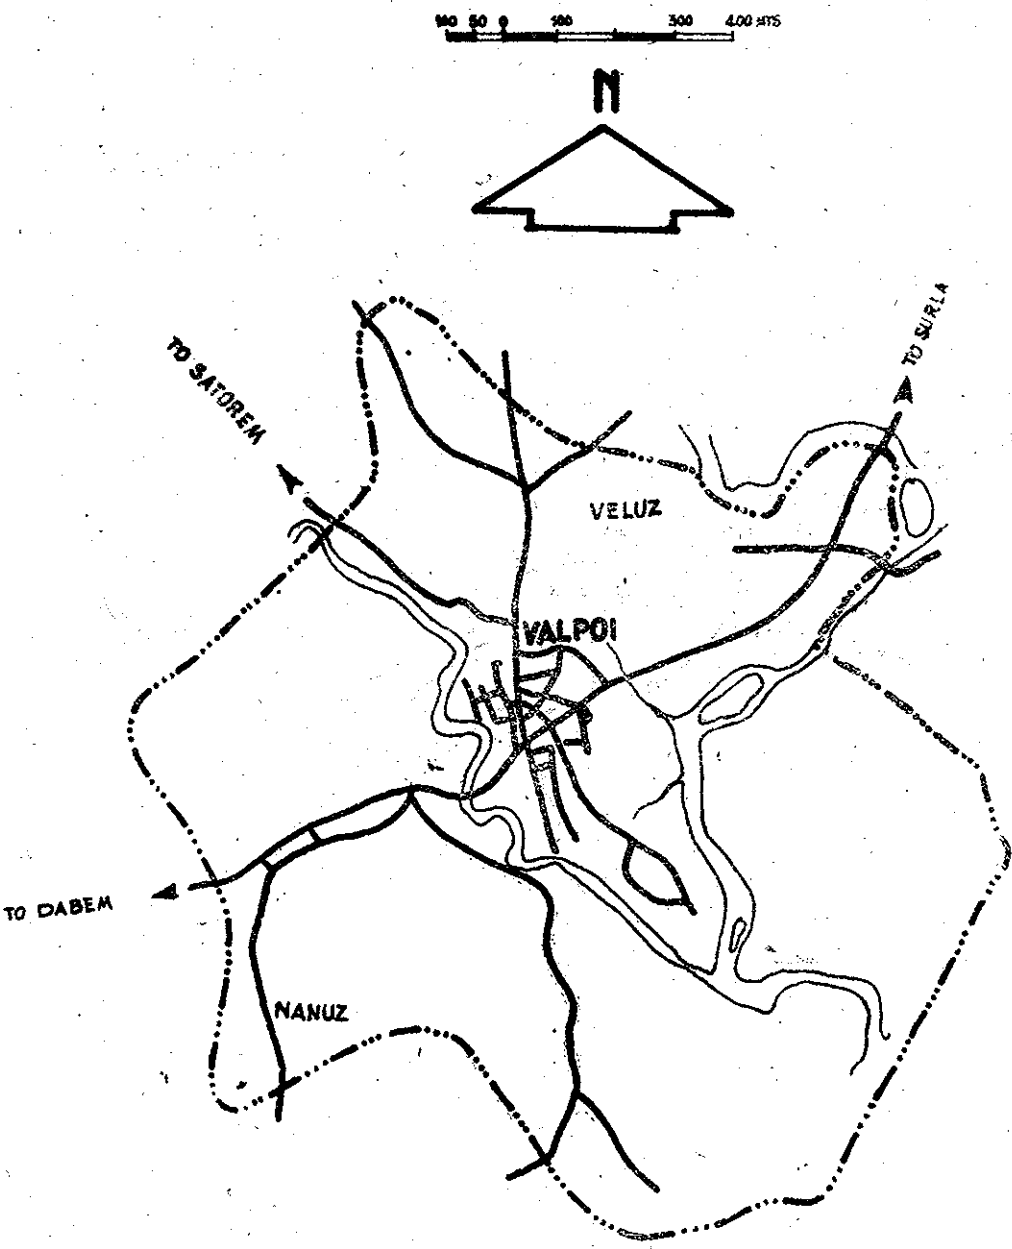 100 50 0 100 300 400 MTS
N
TO SURLA
TO SATOREM
VELUZ
VALPOI
TO DABEM
NANUZ